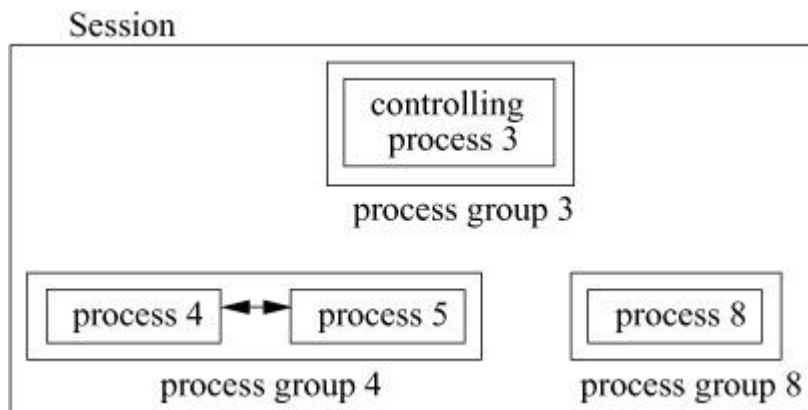 Session
controlling
process 3
process group 3
process 4
process 5
process 8
process group 4
process group 8